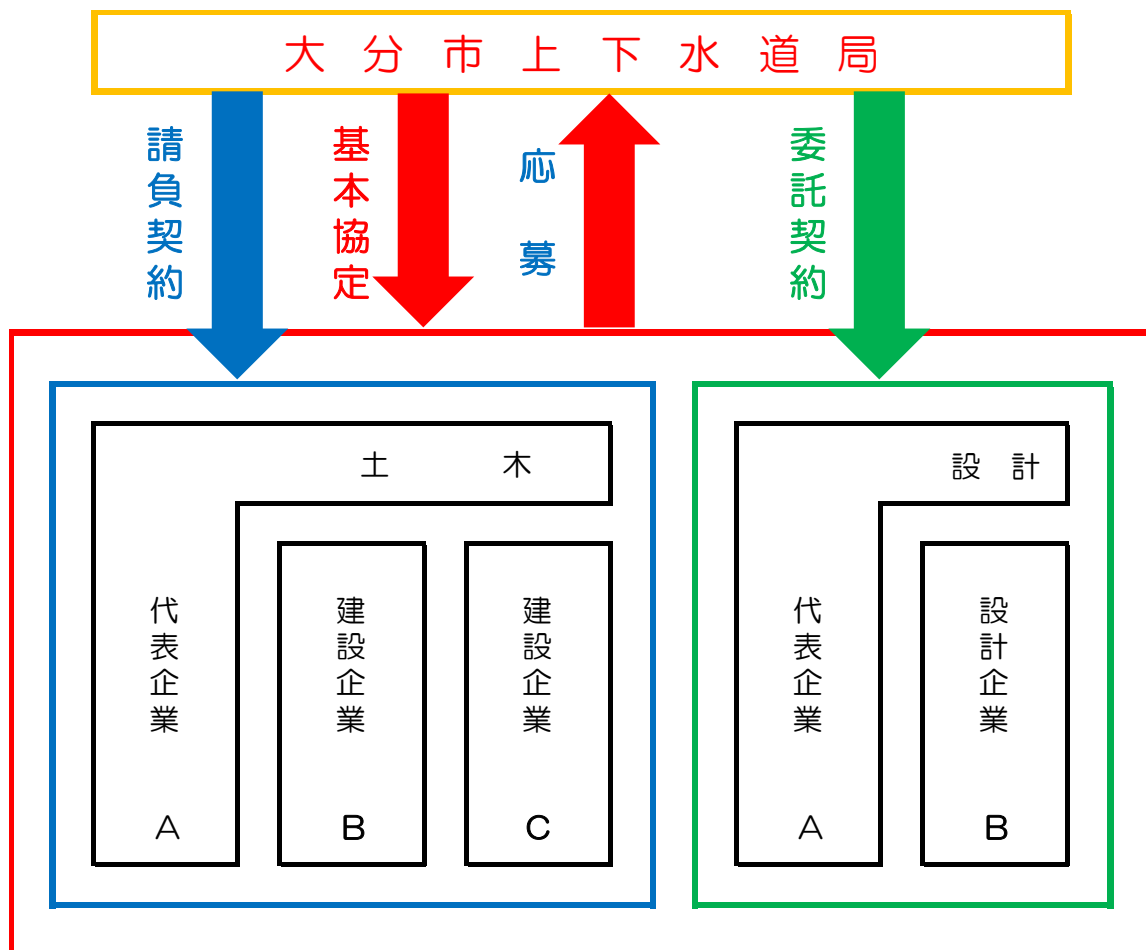 大分市上下水道局
請負契約
基本協定
応募
委託契約
土木
代表企業
A
建設企業
B
建設企業
C
設計
代表企業
A
設計企業
B